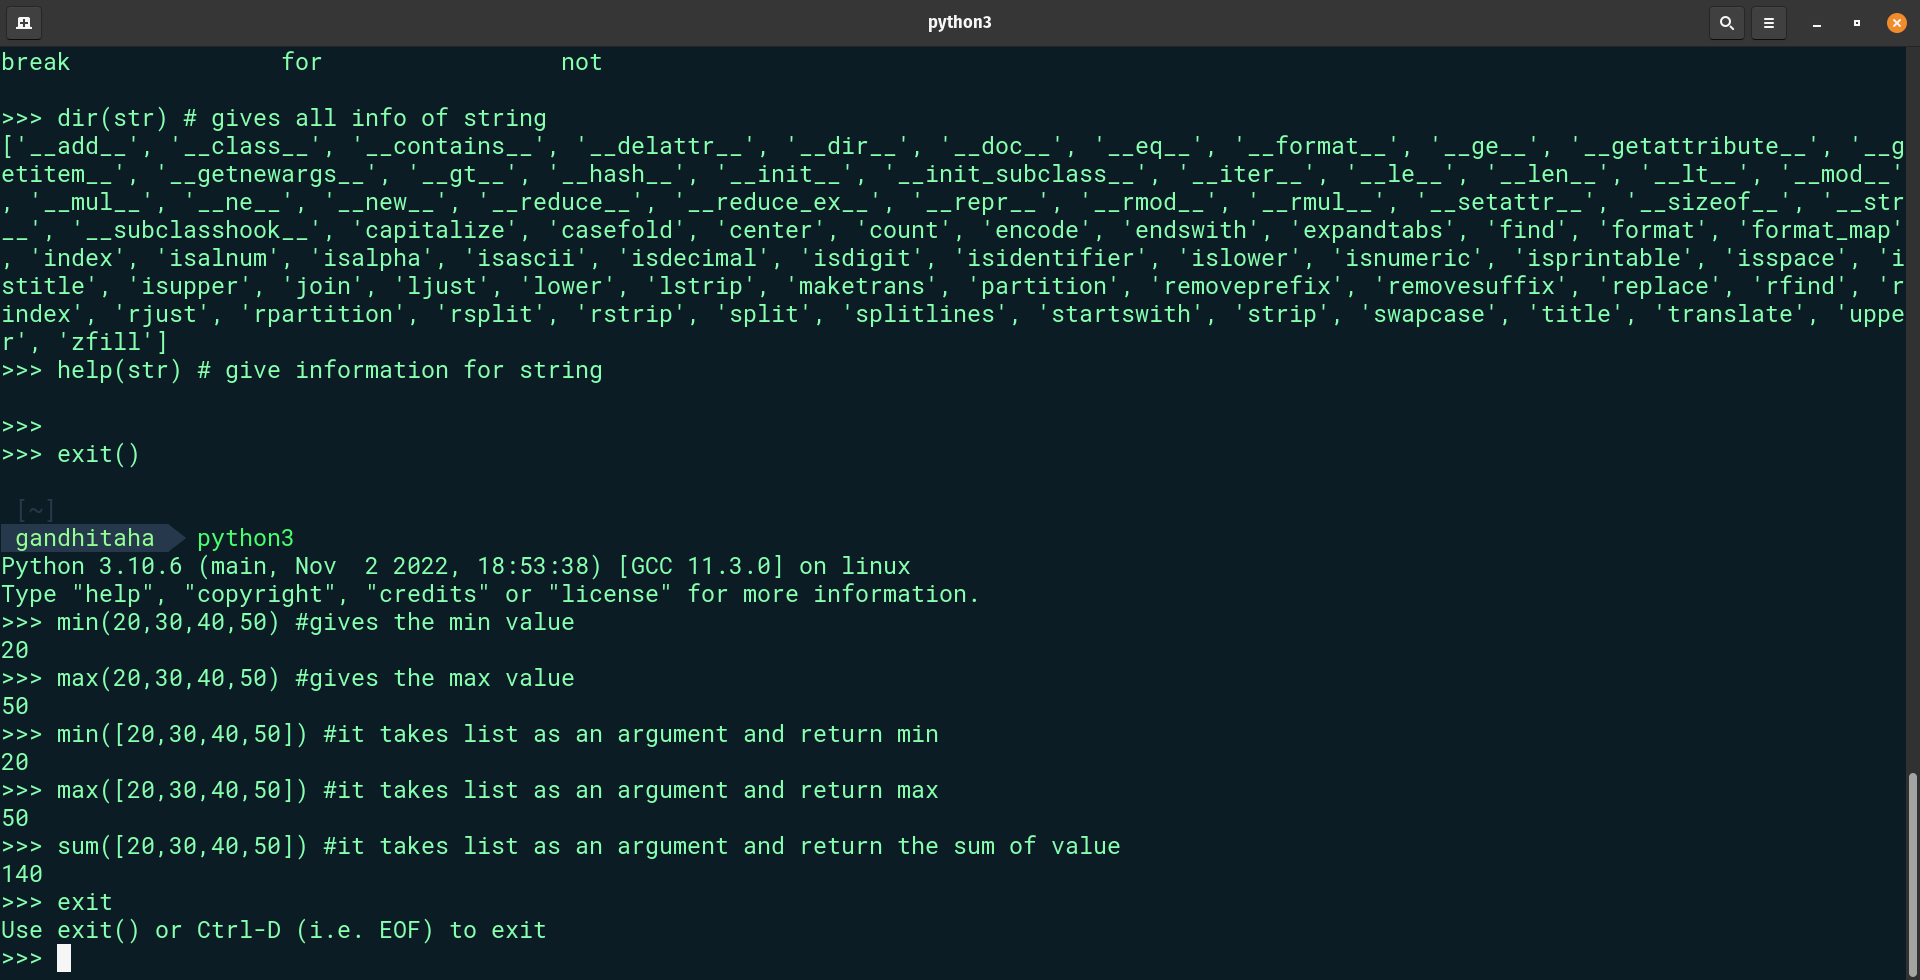 python3
break               for                 not
>>> dir(str) # gives all info of string
['__add__', '__class__', '__contains__', '__delattr__', '__dir__', '__doc__', '__eq__', '__format__', '__ge__', '__getattribute__', '__g
etitem__', '__getnewargs__', '__gt__', '__hash__', '__init__', '__init_subclass__', '__iter__', '__le__', '__len__', '__lt__', '__mod__'
, '__mul__', '__ne__', '__new__', '__reduce__', '__reduce_ex__', '__repr__', '__rmod__', '__rmul__', '__setattr__', '__sizeof__', '__str
__', '__subclasshook__', 'capitalize', 'casefold', 'center', 'count', 'encode', 'endswith', 'expandtabs', 'find', 'format', 'format_map'
, 'index', 'isalnum', 'isalpha', 'isascii', 'isdecimal', 'isdigit', 'isidentifier', 'islower', 'isnumeric', 'isprintable', 'isspace', 'i
stitle', 'isupper', 'join', 'ljust', 'lower', 'lstrip', 'maketrans', 'partition', 'removeprefix', 'removesuffix', 'replace', 'rfind', 'r
index', 'rjust', 'rpartition', 'rsplit', 'rstrip', 'split', 'splitlines', 'startswith', 'strip', 'swapcase', 'title', 'translate', 'uppe
r', 'zfill']
>>> help(str) # give information for string
>>>
>>> exit()
[~]
gandhitaha python3
Python 3.10.6 (main, Nov  2 2022, 18:53:38) [GCC 11.3.0] on linux
Type "help", "copyright", "credits" or "license" for more information.
>>> min(20,30,40,50) #gives the min value
20
>>> max(20,30,40,50) #gives the max value
50
>>> min([20,30,40,50]) #it takes list as an argument and return min
20
>>> max([20,30,40,50]) #it takes list as an argument and return max
50
>>> sum([20,30,40,50]) #it takes list as an argument and return the sum of value
140
>>> exit
Use exit() or Ctrl-D (i.e. EOF) to exit
>>>